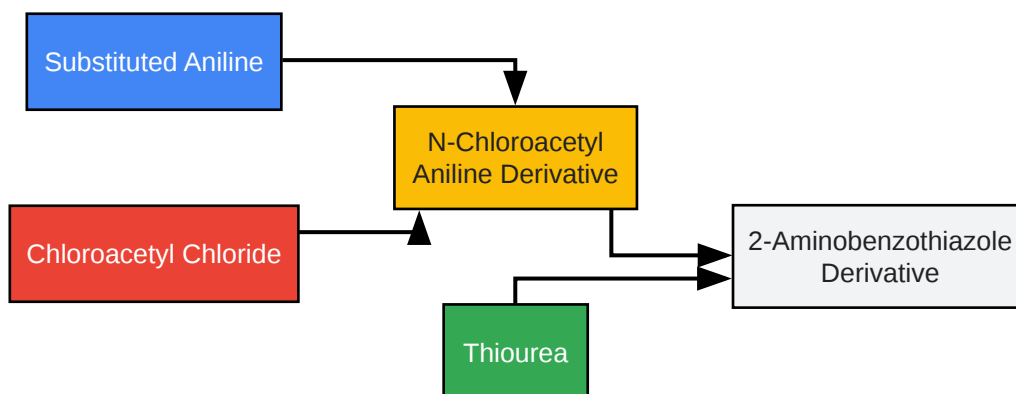 Substituted Aniline
N-Chloroacetyl
Aniline Derivative
Chloroacetyl Chloride
2-Aminobenzothiazole
Derivative
Thiourea